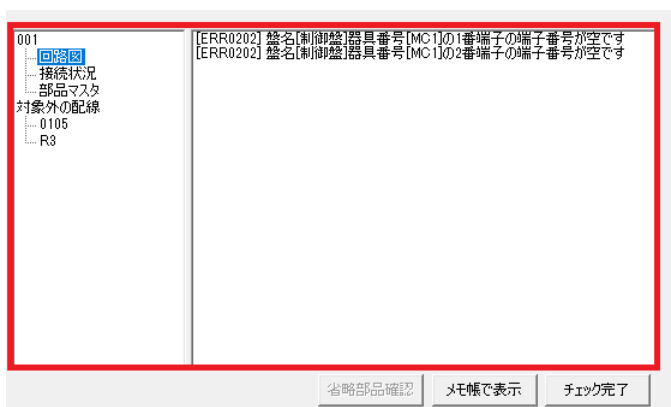 001
回路図
接続状況
部品マスタ
対象外の配線
0105
R3
[ERR0202] 盤名[制御盤]器具番号[MC1]の1番端子の端子番号が空です
[ERR0202] 盤名[制御盤]器具番号[MC1]の2番端子の端子番号が空です
省略部品確認
メモ帳で表示
チェック完了